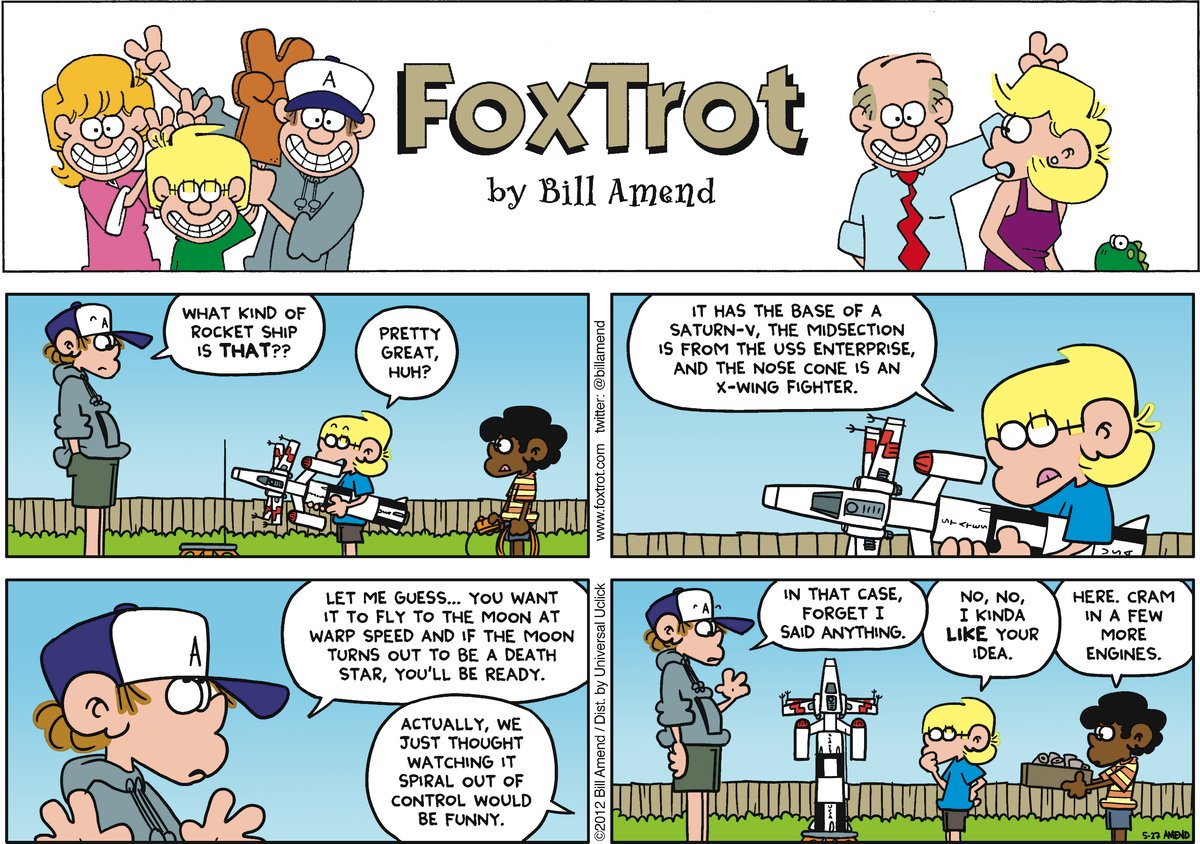 A
FOXTROT
by Bill Amend
A
WHAT KIND OF
ROCKET SHIP
IS THAT??
PRETTY
GREAT,
HUH?
www.foxtrot.com twitter: @billamend
IT HAS THE BASE OF A
SATURN-V, THE MIDSECTION
IS FROM THE USS ENTERPRISE,
AND THE NOSE CONE IS AN
X-WING FIGHTER.
STATES
USA
LET ME GUESS... YOU WANT
IT TO FLY TO THE MOON AT
WARP SPEED AND IF THE MOON
TURNS OUT TO BE A DEATH
STAR, YOU'LL BE READY.
A
ACTUALLY, WE
JUST THOUGHT
WATCHING IT
SPIRAL OUT OF
CONTROL WOULD
BE FUNNY.
©2012 Bill Amend / Dist. by Universal Uclick
A
IN THAT CASE,
FORGET I
SAID ANYTHING.
NO, NO,
I KINDA
LIKE YOUR
IDEA.
HERE. CRAM
IN A FEW
MORE
ENGINES.
5-27 AMEND